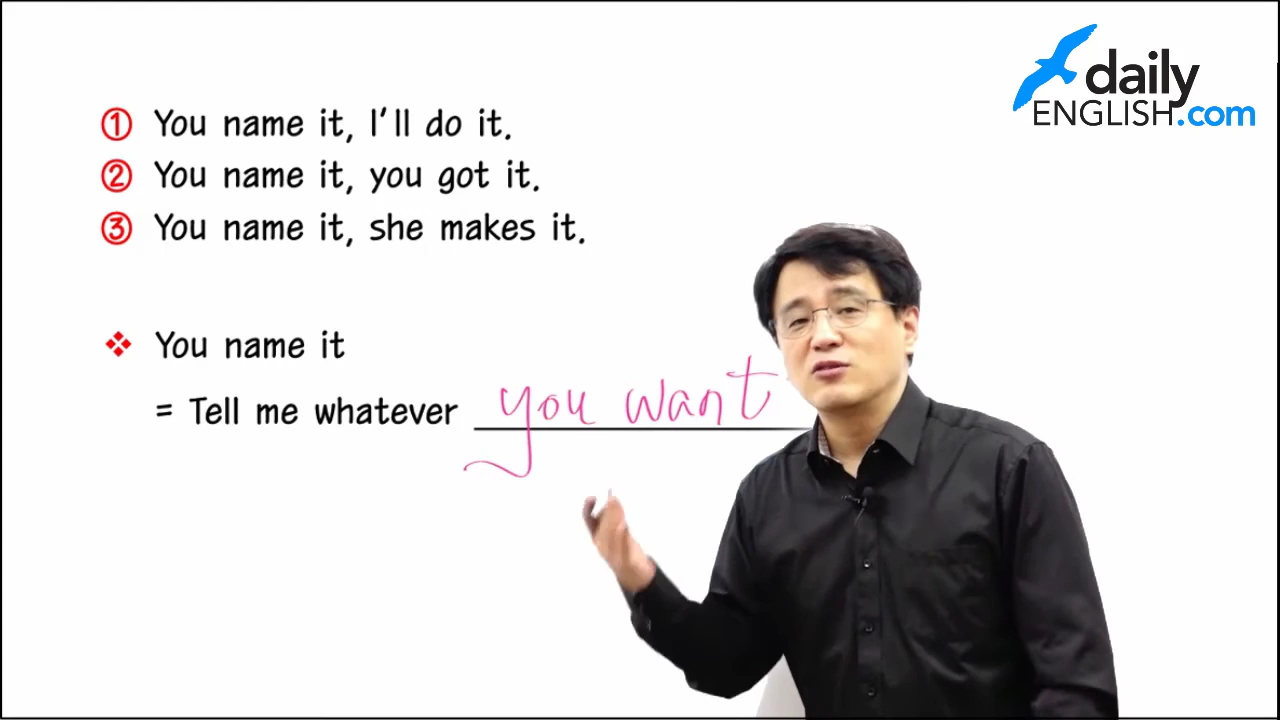 daily
ENGLISH.com
① You name it, I'll do it.
② You name it, you got it.
③ You name it, she makes it.
❖ You name it
= Tell me whatever you want